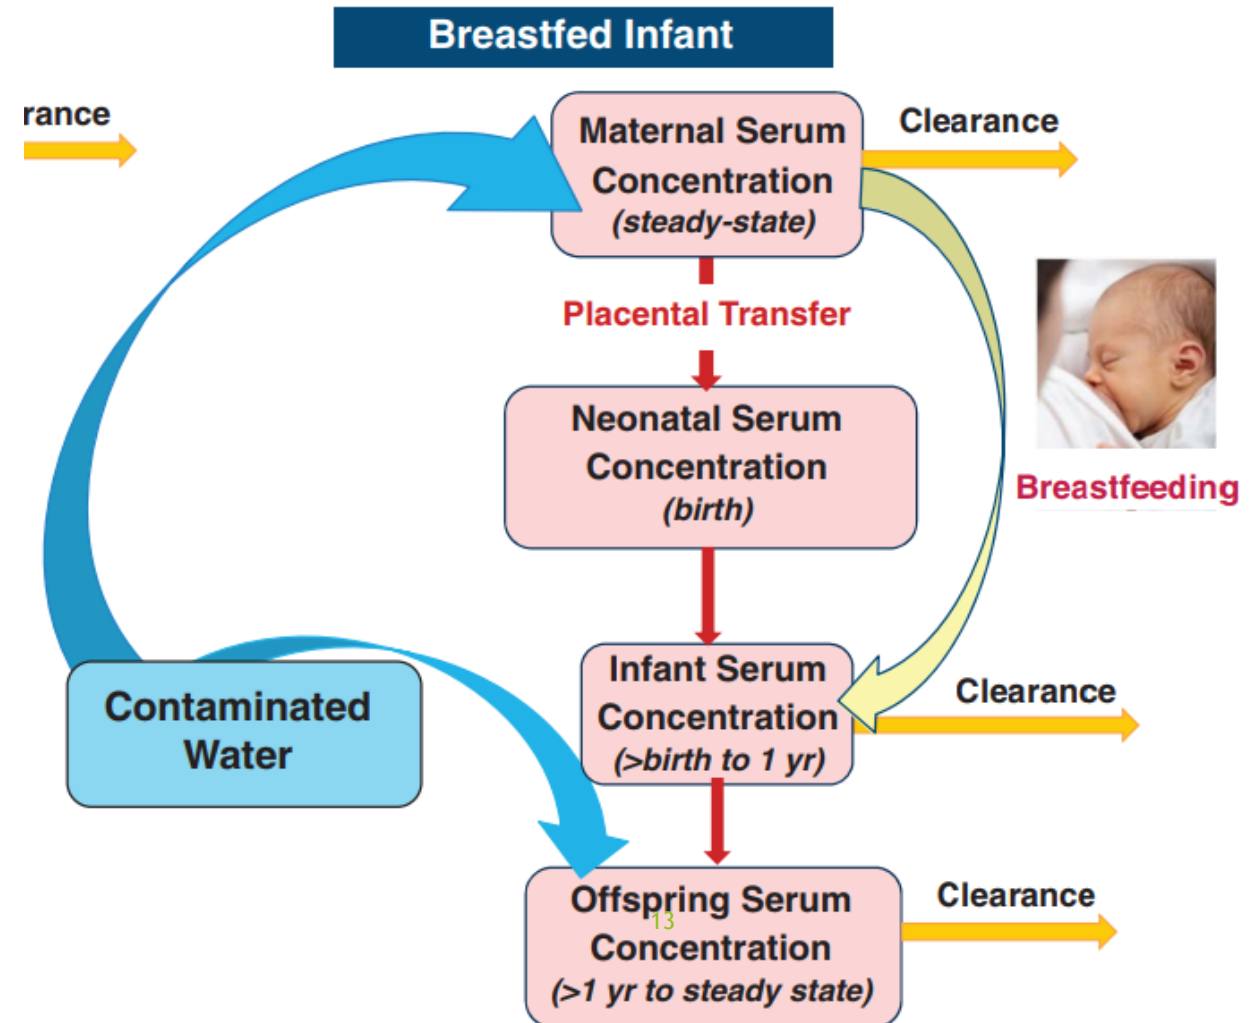 Breastfed Infant
rance
Maternal Serum
Concentration
(steady-state)
Clearance
Placental Transfer
Neonatal Serum
Concentration
(birth)
Breastfeeding
Infant Serum
Concentration
(>birth to 1 yr)
Clearance
Contaminated
Water
Offspring Serum
13
Concentration
(>1 yr to steady state)
Clearance